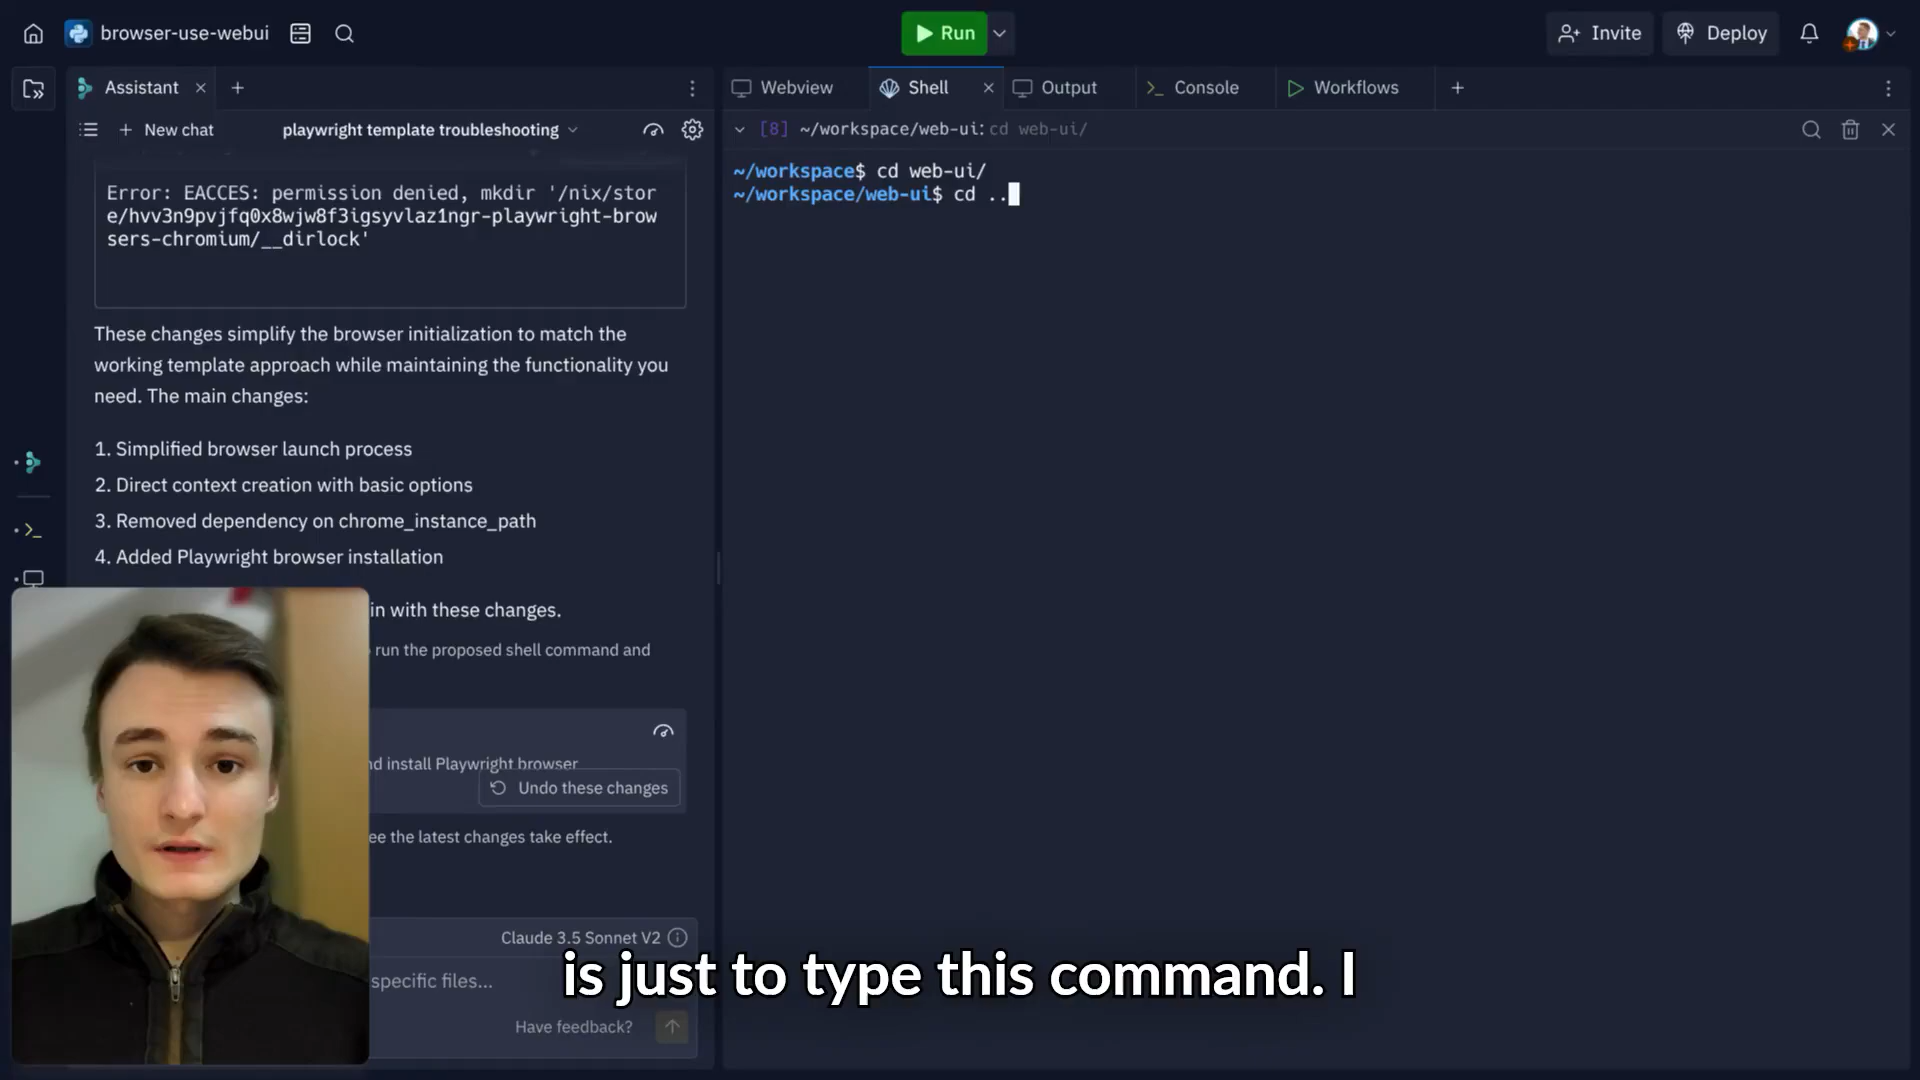 browser-use-webui
Run
Invite
Deploy
Assistant
Webview
Shell
Output
Console
Workflows
New chat
playwright template troubleshooting
[8] ~/workspace/web-ui: cd web-ui/
Error: EACCES: permission denied, mkdir '/nix/stor
e/hvv3n9pvjfq0x8wjw8f3igsyvlaz1ngr-playwright-brow
sers-chromium/__dirlock'
These changes simplify the browser initialization to match the
working template approach while maintaining the functionality you
need. The main changes:
1. Simplified browser launch process
2. Direct context creation with basic options
3. Removed dependency on chrome_instance_path
4. Added Playwright browser installation
in with these changes.
run the proposed shell command and
nd install Playwright browser
Undo these changes
ee the latest changes take effect.
Claude 3.5 Sonnet V2
specific files...
Have feedback?
~/workspace$ cd web-ui/
~/workspace/web-ui$ cd ..
is just to type this command. I